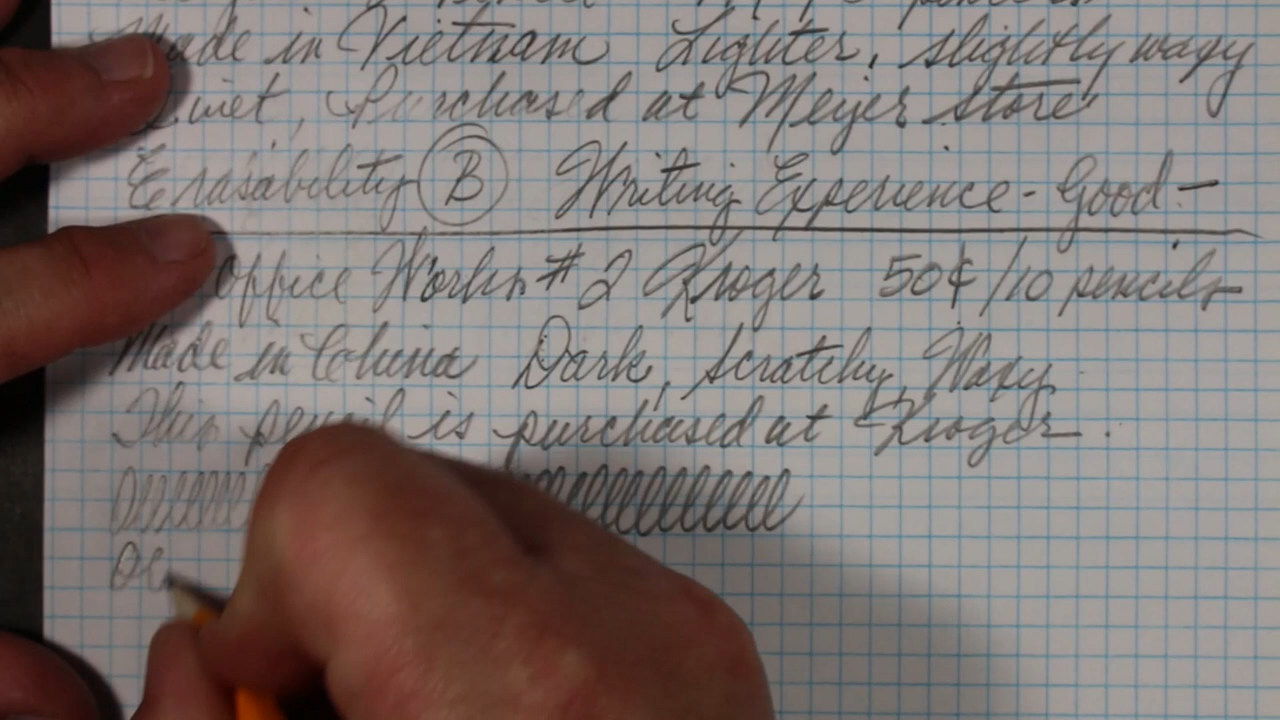 Made in Vietnam Lighter, slightly waxy
Quiet, Purchased at Meijer Store
Erasability B Writing Experience - Good -
Office Works #2 Kroger 50¢/10 pencils
Made in China Dark, Scratchy, Waxy
This pencil is purchased at Kroger.